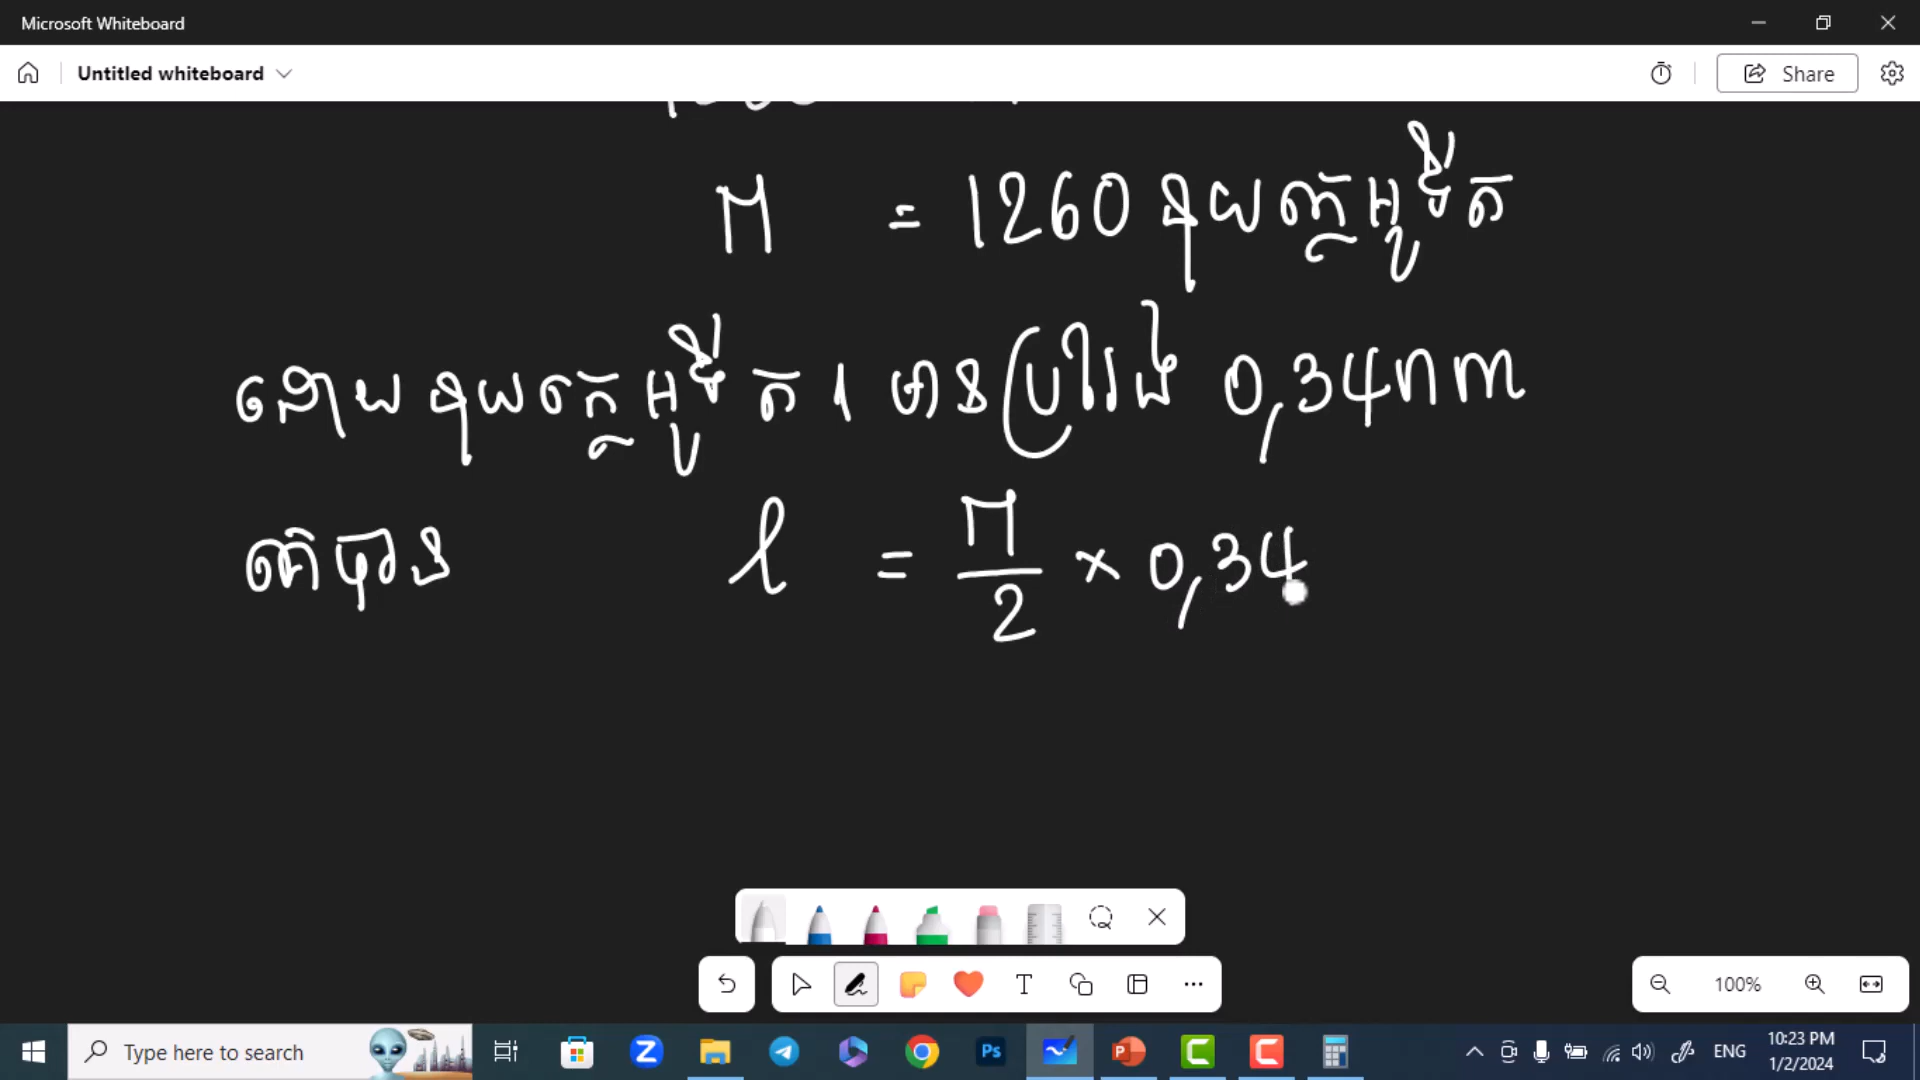 Microsoft Whiteboard
Untitled whiteboard
Share
M = 1260 នុយក្លេអូទីត
ដោយនុយក្លេអូទីត 1 មានប្រវែង 0,34nm
គេបាន l = M/2 × 0,34
100%
Type here to search
ENG
10:23 PM
1/2/2024